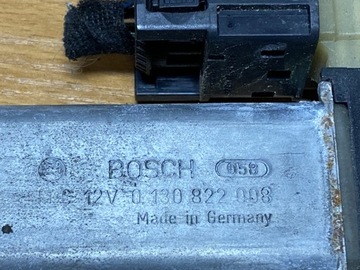 BOSCH 058
12V 0 130 822 008
Made in Germany